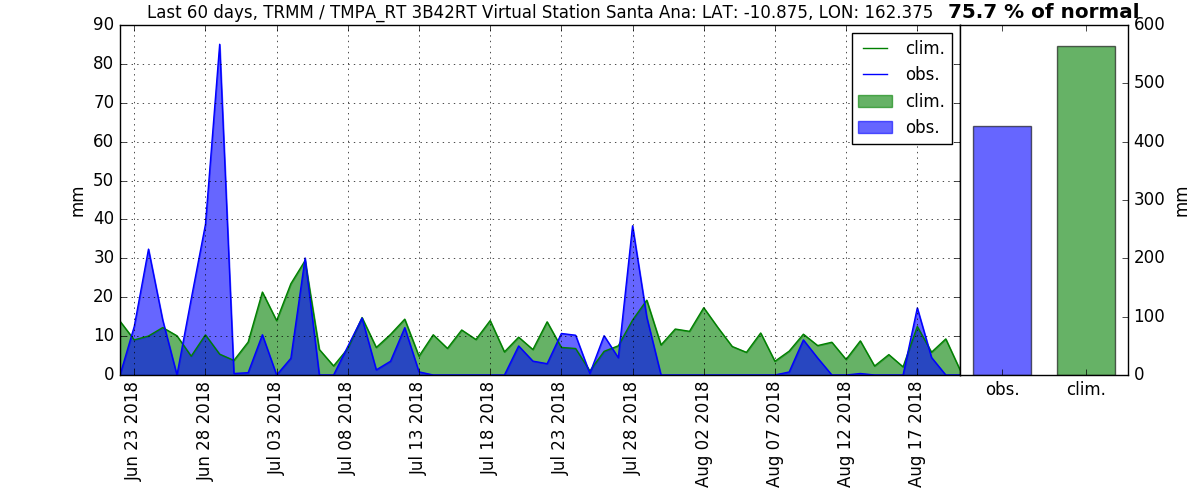 Last 60 days, TRMM / TMPA_RT 3B42RT Virtual Station Santa Ana: LAT: -10.875, LON: 162.375 75.7 % of normal
90
80
70
60
50
40
30
20
10
0
mm
clim.
obs.
clim.
obs.
Jun 23 2018
Jun 28 2018
Jul 03 2018
Jul 08 2018
Jul 13 2018
Jul 18 2018
Jul 23 2018
Jul 28 2018
Aug 02 2018
Aug 07 2018
Aug 12 2018
Aug 17 2018
600
500
400
300
200
100
0
mm
obs. clim.